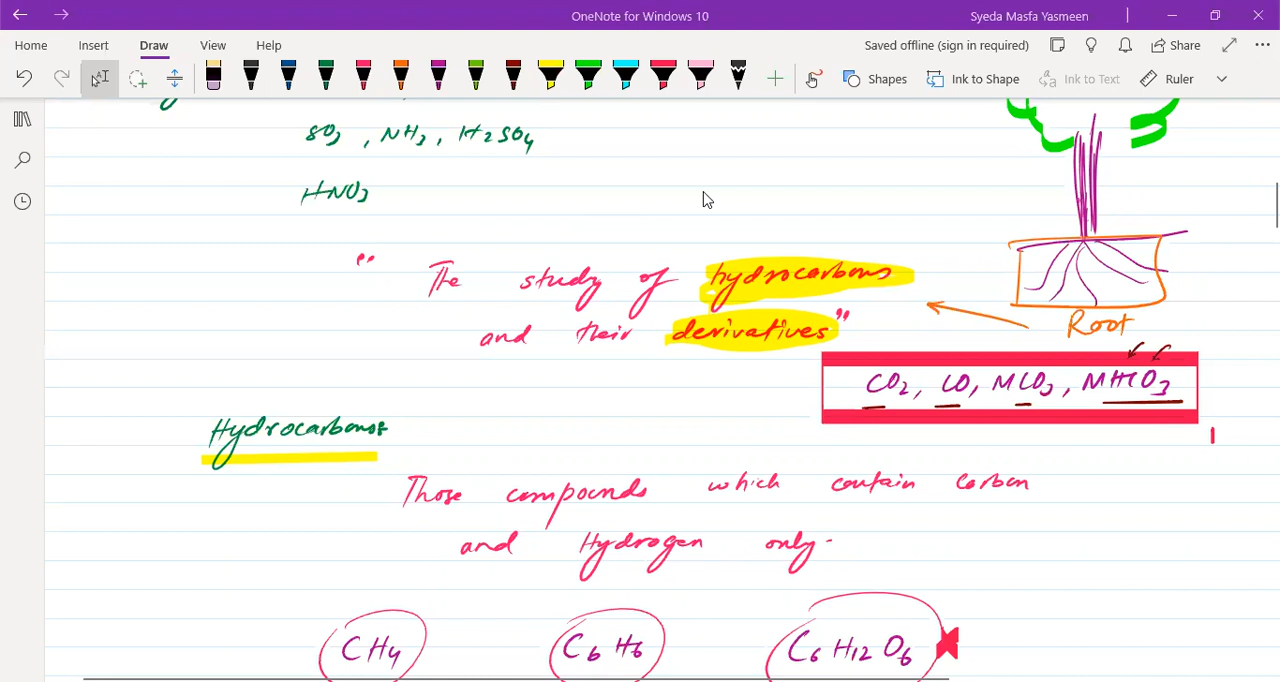 OneNote for Windows 10
Syeda Masfa Yasmeen
Home Insert Draw View Help
Saved offline (sign in required) Share
Shapes Ink to Shape Ink to Text Ruler
SO3 , NH3 , H2SO4
HNO3
" The study of hydrocarbons
and their derivatives"
Root
CO2, CO, MCO3, MHCO3
Hydrocarbons
Those compounds which contain Carbon
and Hydrogen only.
CH4 C6H6 C6H12O6